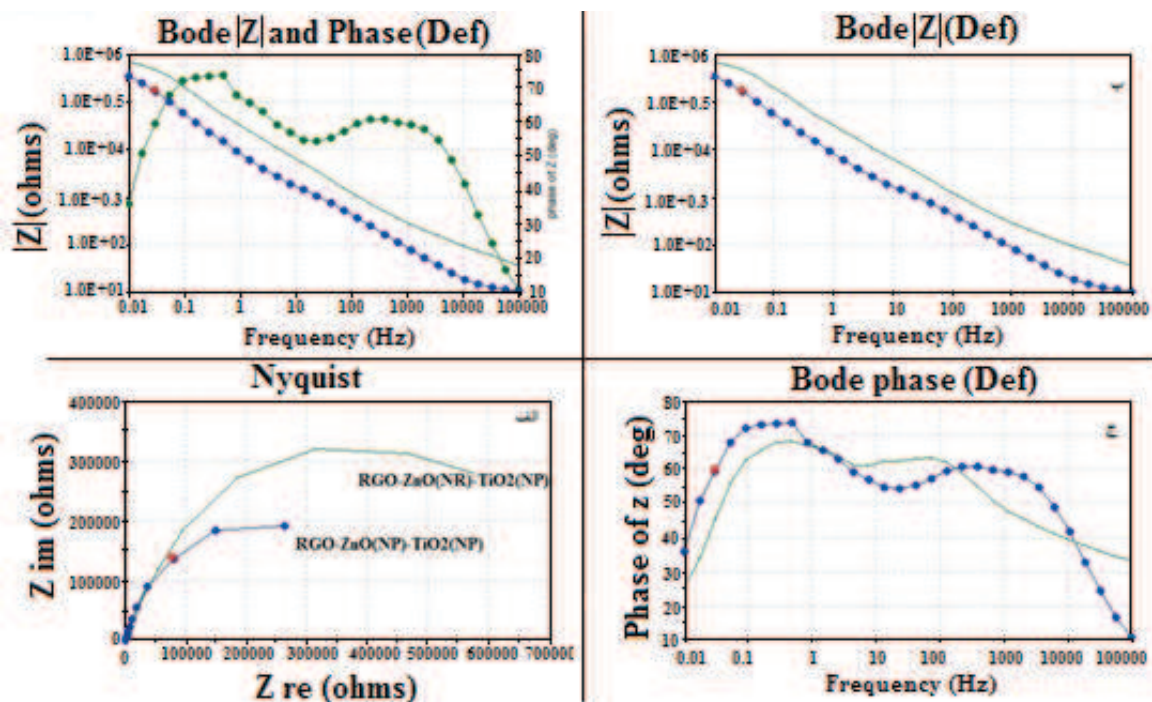 Bode |Z| and Phase (Def)
1.0E+06
1.0E+0.5
1.0E+04
1.0E+0.3
1.0E+02
1.0E+01
|Z| (ohms)
80
70
60
50
40
30
20
10
phase of Z (deg)
0.01 0.1 1 10 100 1000 10000 100000
Frequency (Hz)
Bode |Z| (Def)
1.0E+06
1.0E+0.5
1.0E+04
1.0E+0.3
1.0E+02
1.0E+01
|Z| (ohms)
0.01 0.1 1 10 100 1000 10000 100000
Frequency (Hz)
Nyquist
400000
300000
200000
100000
0
Z im (ohms)
RGO-ZnO(NR)-TiO2(NP)
RGO-ZnO(NP)-TiO2(NP)
0 100000 200000 300000 400000 500000 600000 700000
Z re (ohms)
Bode phase (Def)
80
70
60
50
40
30
20
10
Phase of z (deg)
0.01 0.1 1 10 100 1000 10000 100000
Frequency (Hz)